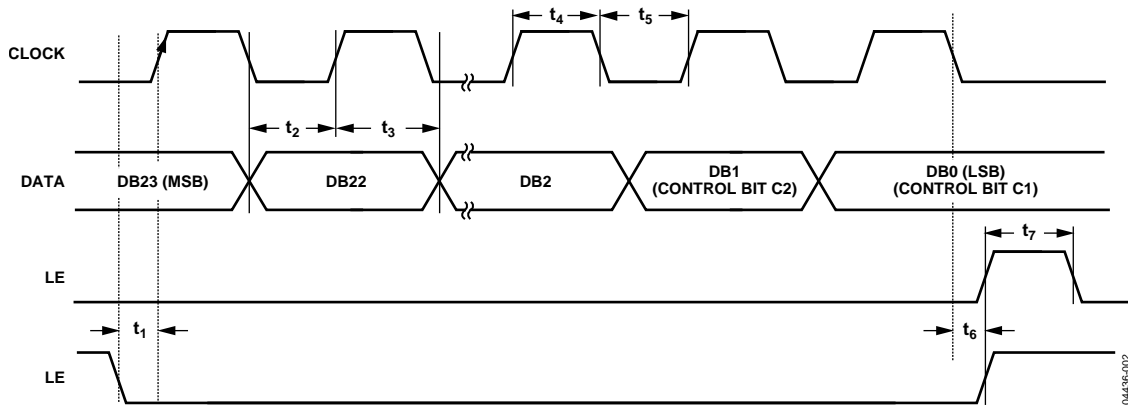 t4
t5
CLOCK
t2
t3
DATA
DB23 (MSB)
DB22
DB2
DB1
(CONTROL BIT C2)
DB0 (LSB)
(CONTROL BIT C1)
t7
LE
t1
t6
LE
04436-002